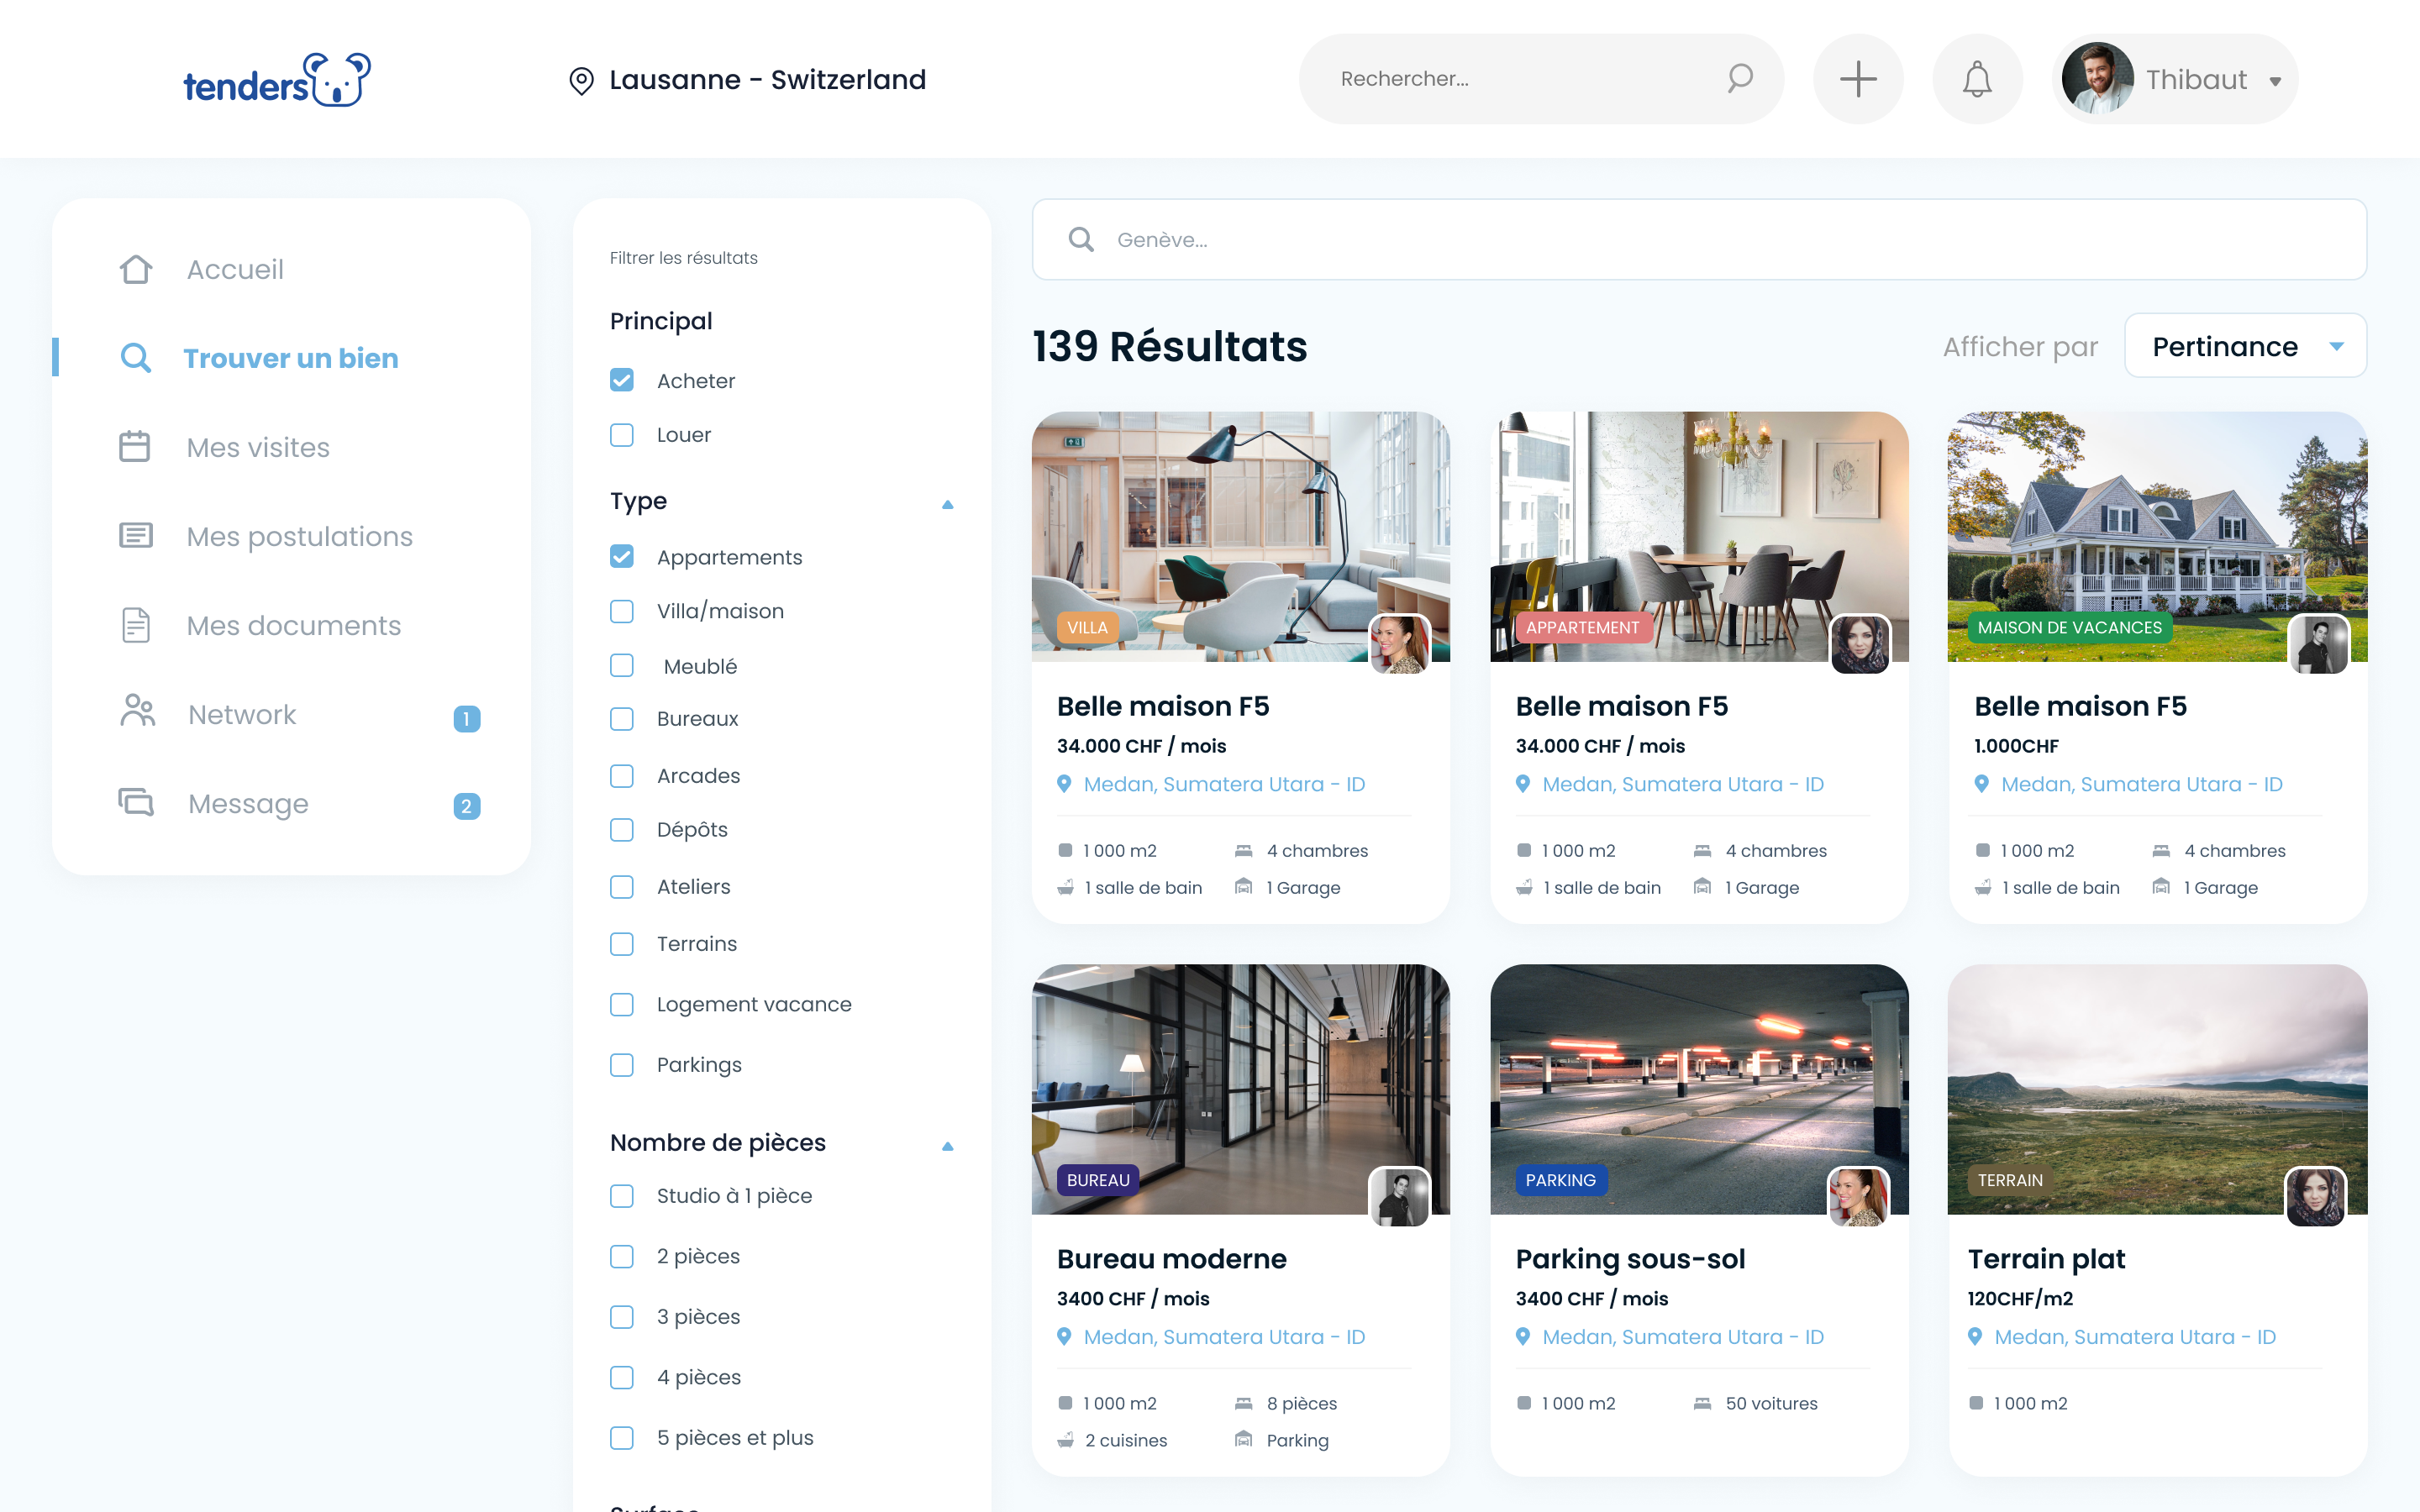 tenders
Lausanne - Switzerland
Rechercher...
Thibaut
Accueil
Trouver un bien
Mes visites
Mes postulations
Mes documents
Network
1
Message
2
Filtrer les résultats
Principal
Acheter
Louer
Type
Appartements
Villa/maison
Meublé
Bureaux
Arcades
Dépôts
Ateliers
Terrains
Logement vacance
Parkings
Nombre de pièces
Studio à 1 pièce
2 pièces
3 pièces
4 pièces
5 pièces et plus
Genève...
139 Résultats
Afficher par
Pertinance
VILLA
Belle maison F5
34.000 CHF / mois
Medan, Sumatera Utara - ID
1 000 m2
4 chambres
1 salle de bain
1 Garage
APPARTEMENT
Belle maison F5
34.000 CHF / mois
Medan, Sumatera Utara - ID
1 000 m2
4 chambres
1 salle de bain
1 Garage
MAISON DE VACANCES
Belle maison F5
1.000CHF
Medan, Sumatera Utara - ID
1 000 m2
4 chambres
1 salle de bain
1 Garage
BUREAU
Bureau moderne
3400 CHF / mois
Medan, Sumatera Utara - ID
1 000 m2
8 pièces
2 cuisines
Parking
PARKING
Parking sous-sol
3400 CHF / mois
Medan, Sumatera Utara - ID
1 000 m2
50 voitures
TERRAIN
Terrain plat
120CHF/m2
Medan, Sumatera Utara - ID
1 000 m2